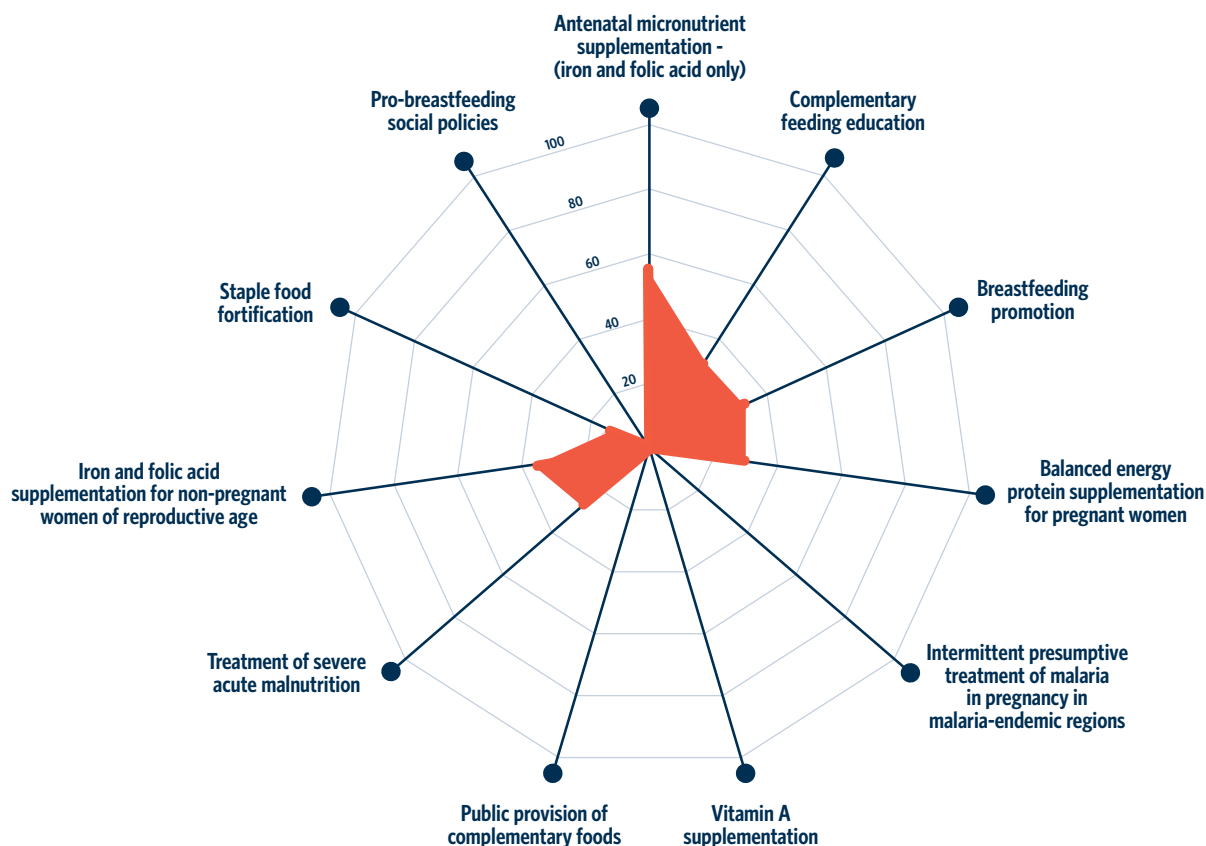 Antenatal micronutrient
supplementation -
(iron and folic acid only)
Complementary
feeding education
Breastfeeding
promotion
Balanced energy
protein supplementation
for pregnant women
Intermittent presumptive
treatment of malaria
in pregnancy in
malaria-endemic regions
Vitamin A
supplementation
Public provision of
complementary foods
Treatment of severe
acute malnutrition
Iron and folic acid
supplementation for non-pregnant
women of reproductive age
Staple food
fortification
Pro-breastfeeding
social policies
100
80
60
40
20